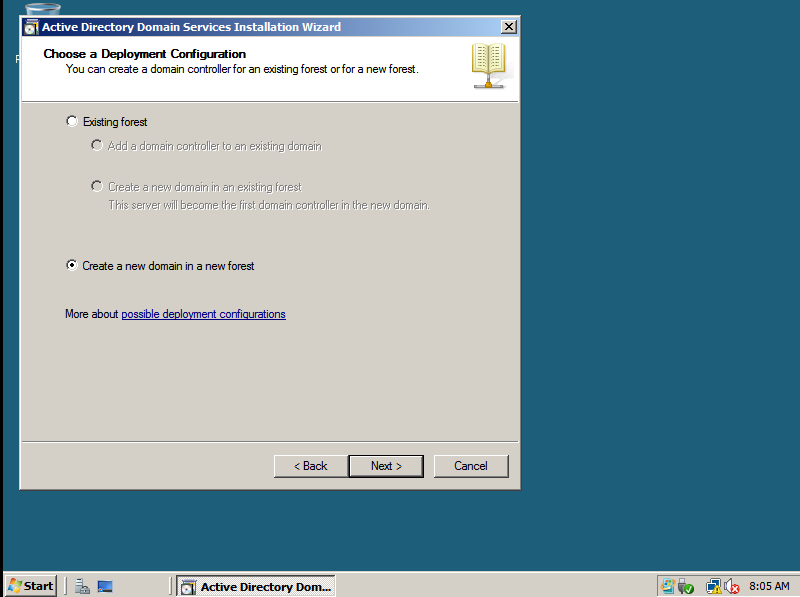 Active Directory Domain Services Installation Wizard
Choose a Deployment Configuration
You can create a domain controller for an existing forest or for a new forest.
Existing forest
Add a domain controller to an existing domain
Create a new domain in an existing forest
This server will become the first domain controller in the new domain.
Create a new domain in a new forest
More about possible deployment configurations
< Back
Next >
Cancel
Start
Active Directory Dom...
8:05 AM